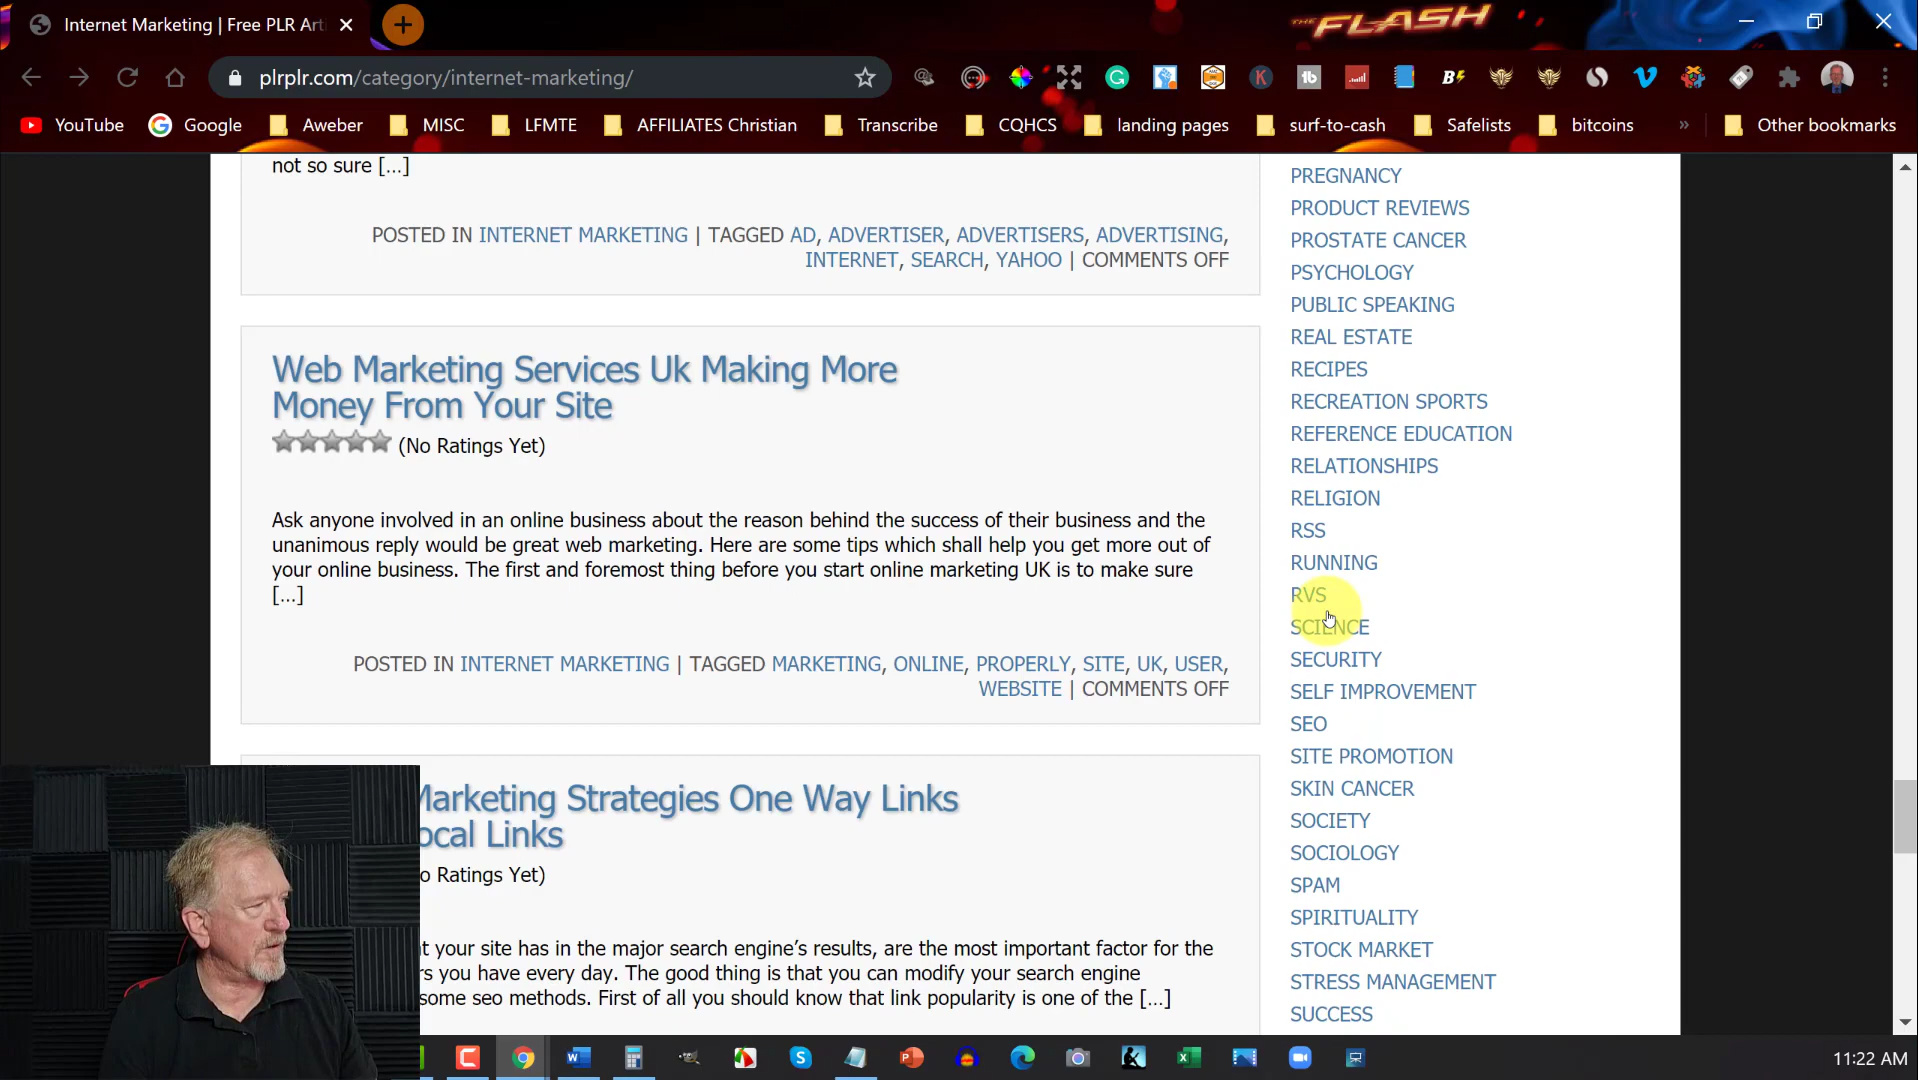 Internet Marketing | Free PLR Art
THE FLASH
plrplr.com/category/internet-marketing/
YouTube
Google
Aweber
MISC
LFMTE
AFFILIATES Christian
Transcribe
CQHCS
landing pages
surf-to-cash
Safelists
bitcoins
»
Other bookmarks
not so sure [...]
POSTED IN INTERNET MARKETING | TAGGED AD, ADVERTISER, ADVERTISERS, ADVERTISING,
INTERNET, SEARCH, YAHOO | COMMENTS OFF
Web Marketing Services Uk Making More
Money From Your Site
(No Ratings Yet)
Ask anyone involved in an online business about the reason behind the success of their business and the
unanimous reply would be great web marketing. Here are some tips which shall help you get more out of
your online business. The first and foremost thing before you start online marketing UK is to make sure
[...]
POSTED IN INTERNET MARKETING | TAGGED MARKETING, ONLINE, PROPERLY, SITE, UK, USER,
WEBSITE | COMMENTS OFF
Marketing Strategies One Way Links
ocal Links
o Ratings Yet)
t your site has in the major search engine’s results, are the most important factor for the
rs you have every day. The good thing is that you can modify your search engine
some seo methods. First of all you should know that link popularity is one of the [...]
PREGNANCY
PRODUCT REVIEWS
PROSTATE CANCER
PSYCHOLOGY
PUBLIC SPEAKING
REAL ESTATE
RECIPES
RECREATION SPORTS
REFERENCE EDUCATION
RELATIONSHIPS
RELIGION
RSS
RUNNING
RVS
SCIENCE
SECURITY
SELF IMPROVEMENT
SEO
SITE PROMOTION
SKIN CANCER
SOCIETY
SOCIOLOGY
SPAM
SPIRITUALITY
STOCK MARKET
STRESS MANAGEMENT
SUCCESS
11:22 AM